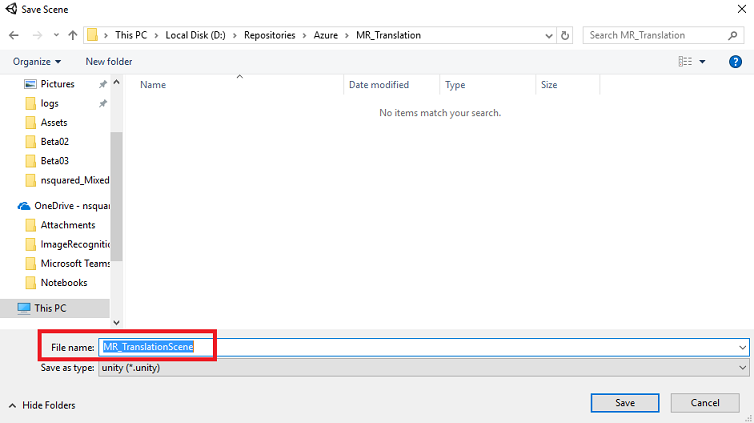 Save Scene
This PC > Local Disk (D:) > Repositories > Azure > MR_Translation
Search MR_Translation
Organize
New folder
?
Pictures
logs
Assets
Beta02
Beta03
nsquared_Mixed
OneDrive - nsquar
Attachments
ImageRecognitio
Microsoft Teams
Notebooks
This PC
Name
Date modified
Type
Size
No items match your search.
File name: MR_TranslationScene
Save as type: unity (*.unity)
Hide Folders
Save
Cancel